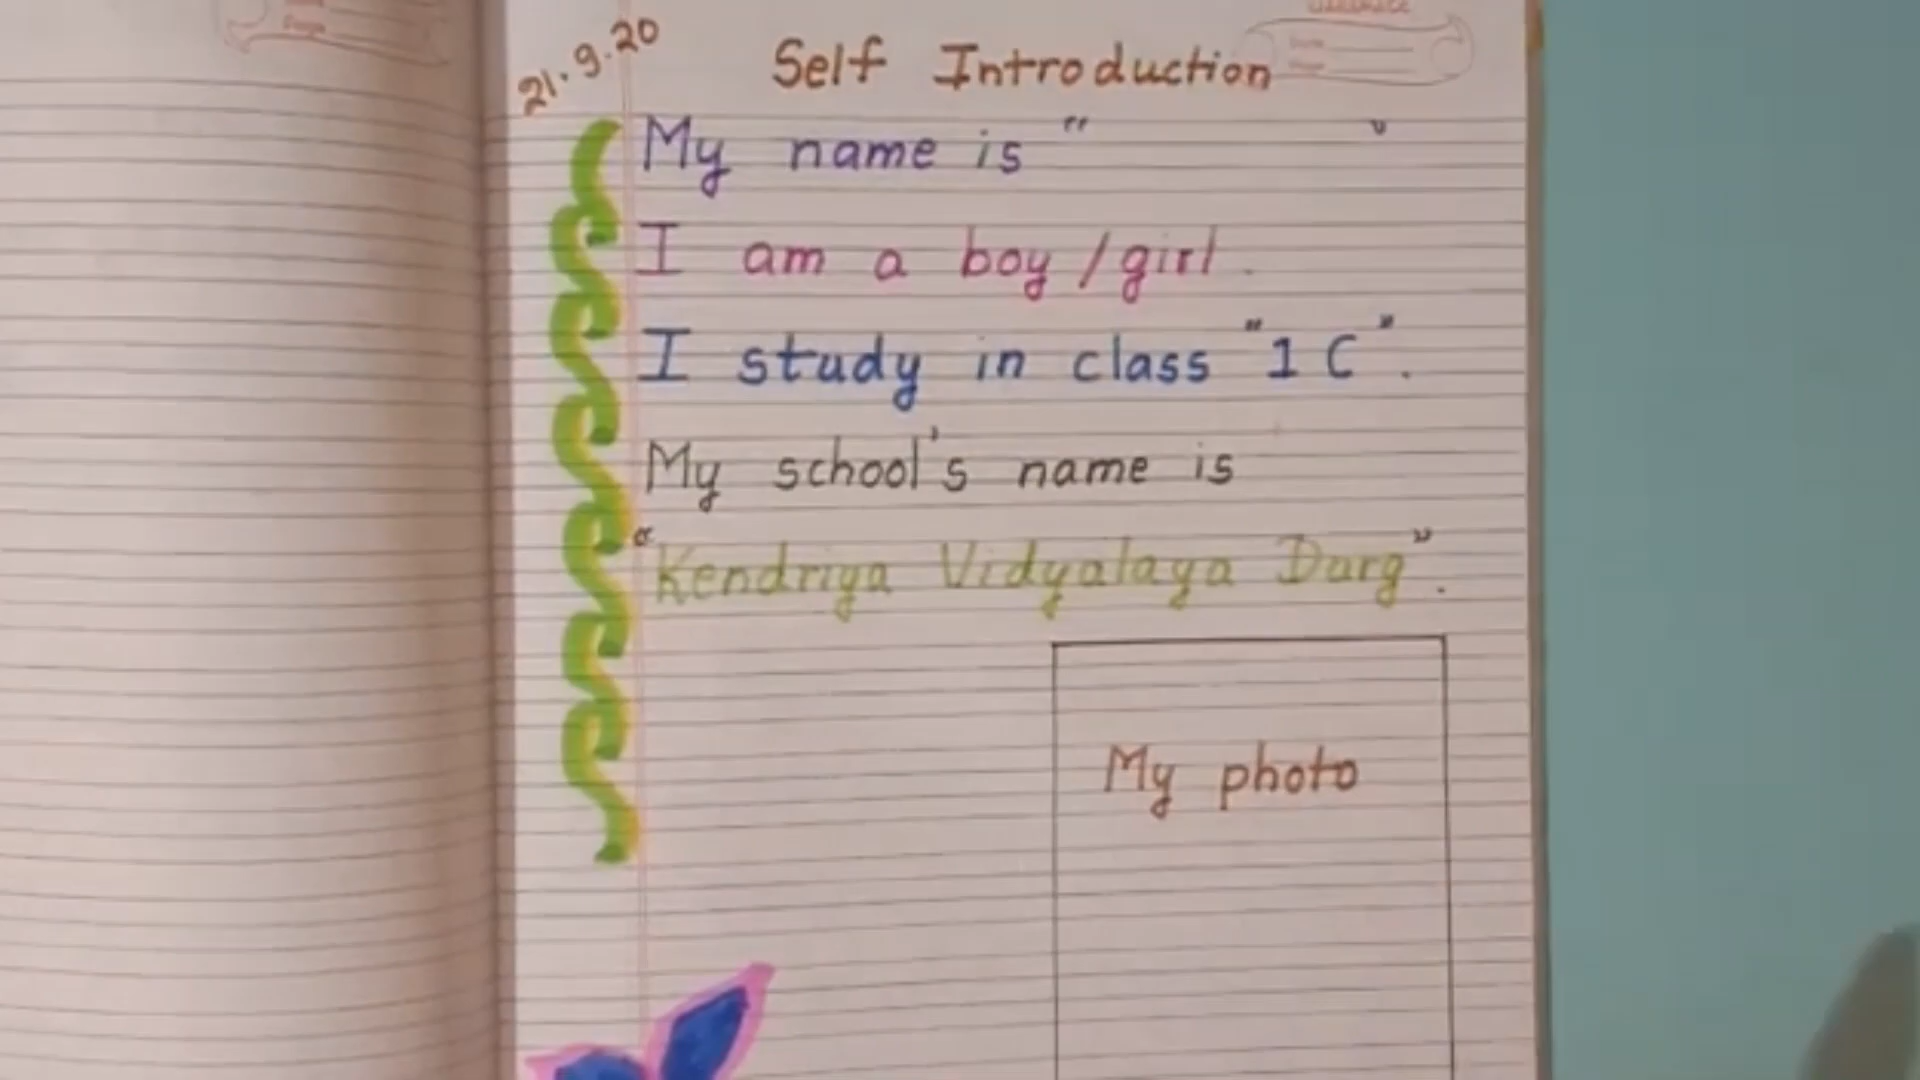 21.9.20
Self Introduction
My name is "          "
I am a boy/girl.
I study in class "1 C".
My school's name is
"Kendriya Vidyalaya Durg".
My photo